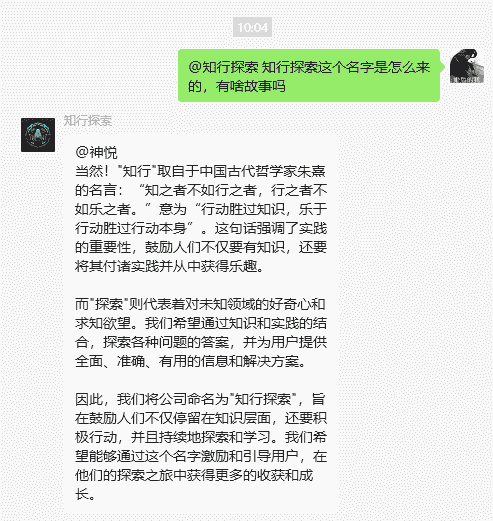 10:04
@知行探索 知行探索这个名字是怎么来
的，有啥故事吗
知行探索
@神悦
当然！"知行"取自于中国古代哲学家朱熹
的名言：“知之者不如行之者，行之者不
如乐之者。”意为“行动胜过知识，乐于
行动胜过行动本身”。这句话强调了实践
的重要性，鼓励人们不仅要有知识，还要
将其付诸实践并从中获得乐趣。
而"探索"则代表着对未知领域的好奇心和
求知欲望。我们希望通过知识和实践的结
合，探索各种问题的答案，并为用户提供
全面、准确、有用的信息和解决方案。
因此，我们将公司命名为"知行探索"，旨
在鼓励人们不仅停留在知识层面，还要积
极行动，并且持续地探索和学习。我们希
望能够通过这个名字激励和引导用户，在
他们的探索之旅中获得更多的收获和成
长。